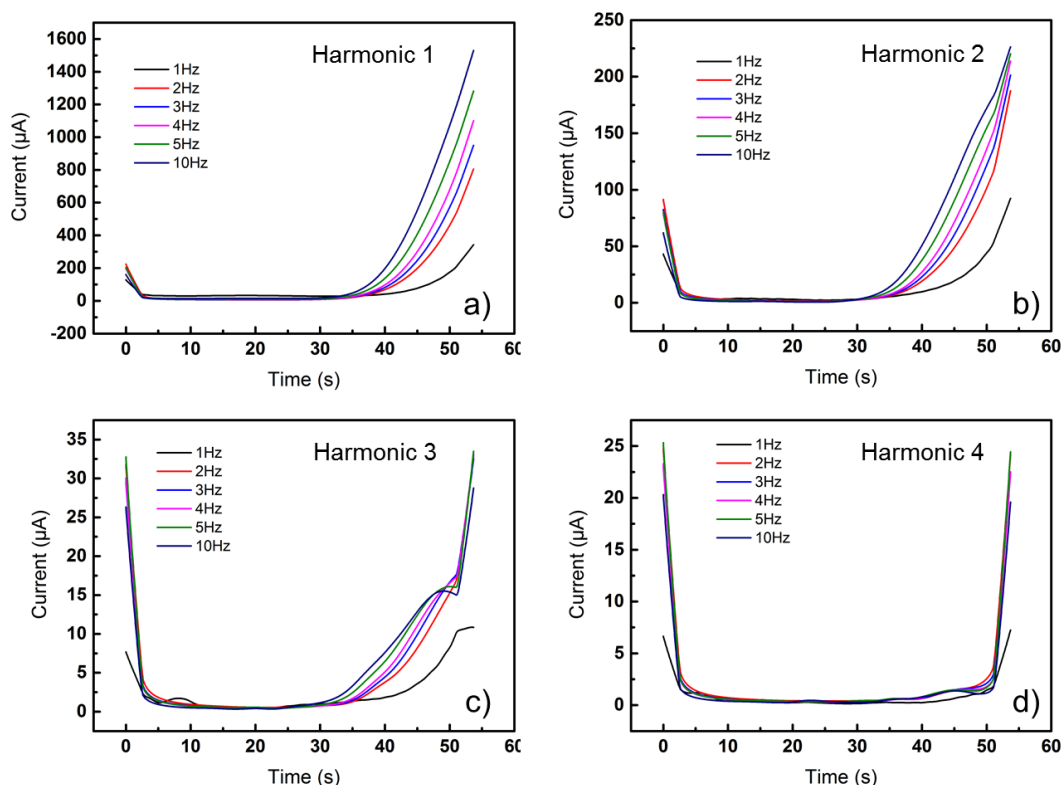 Harmonic 1
1600
1400
1200
1000
800
600
400
200
0
-200
Current (µA)
1Hz
2Hz
3Hz
4Hz
5Hz
10Hz
a)
0 10 20 30 40 50
Time (s)
Harmonic 2
250
200
150
100
50
0
Current (µA)
1Hz
2Hz
3Hz
4Hz
5Hz
10Hz
b)
0 10 20 30 40 50 60
Time (s)
Harmonic 3
35
30
25
20
15
10
5
0
Current (µA)
1Hz
2Hz
3Hz
4Hz
5Hz
10Hz
c)
0 10 20 30 40 50 60
Time (s)
Harmonic 4
25
20
15
10
5
0
Current (µA)
1Hz
2Hz
3Hz
4Hz
5Hz
10Hz
d)
0 10 20 30 40 50 60
Time (s)